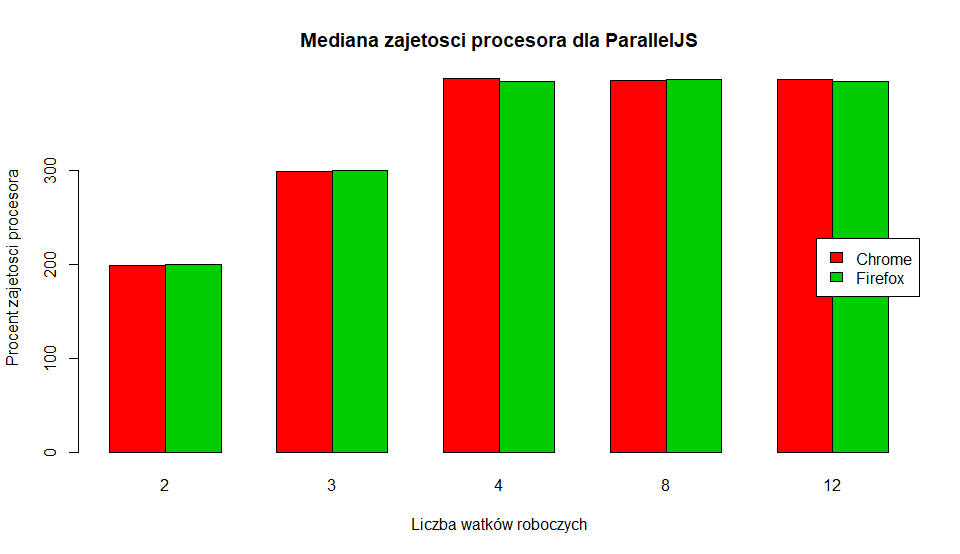 Mediana zajetosci procesora dla ParallelJS
Procent zajetosci procesora
300
200
100
0
Chrome
Firefox
2 3 4 8 12
Liczba watków roboczych